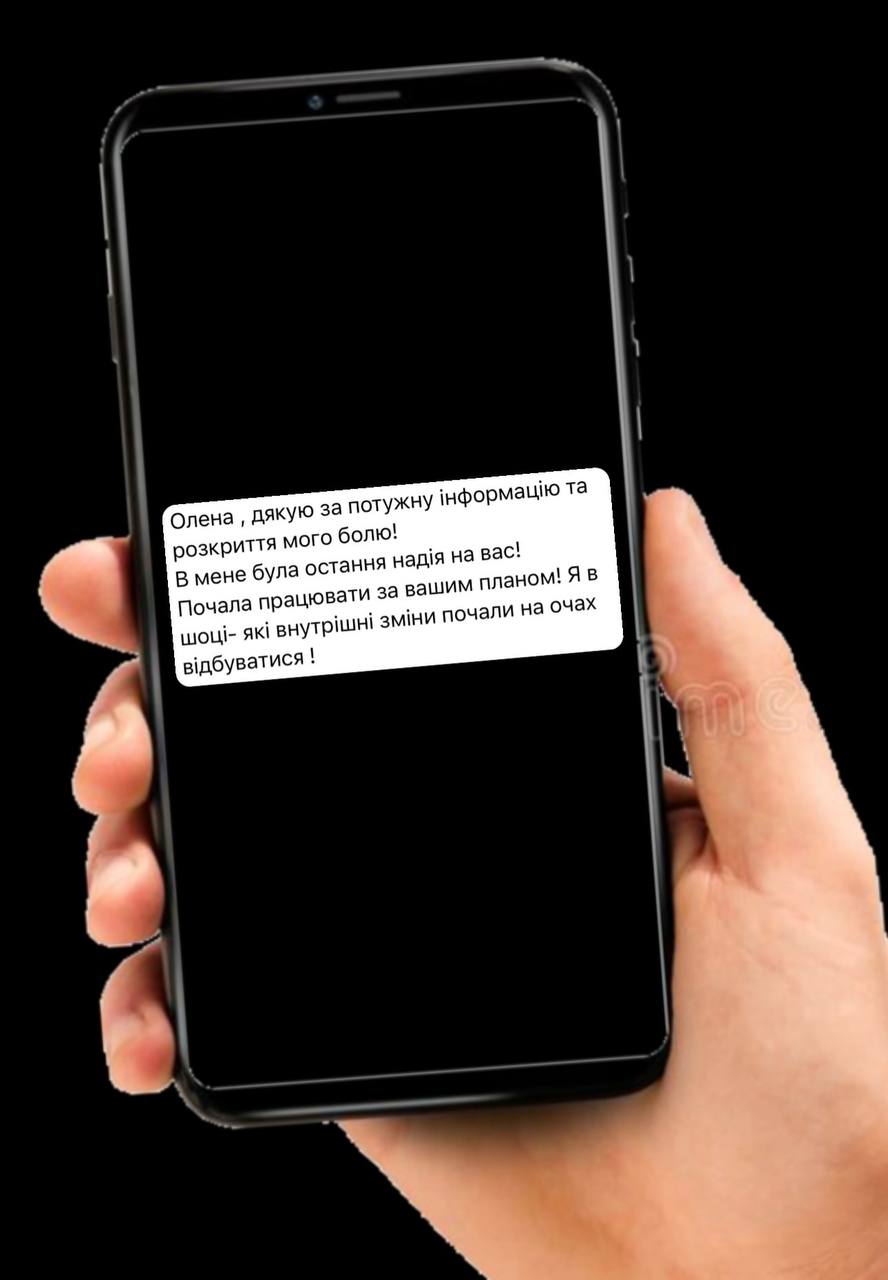 Олена , дякую за потужну інформацію та
розкриття мого болю!
В мене була остання надія на вас!
Почала працювати за вашим планом! Я в
шоці- які внутрішні зміни почали на очах
відбуватися !